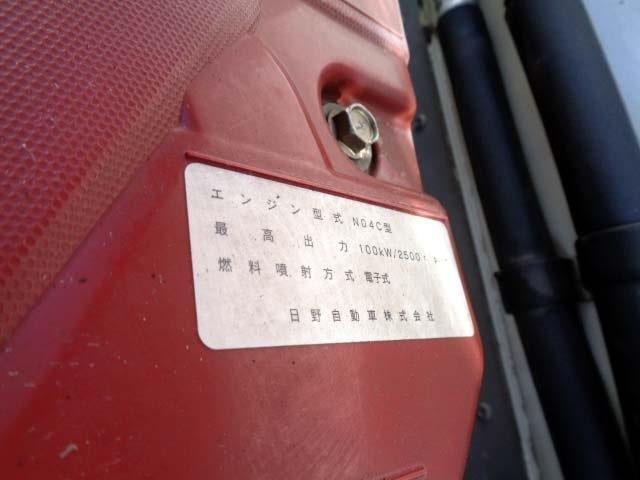 エンジン型式 N04C型
最高出力 100kW/2500r.p
燃料噴射方式 電子式
日野自動車株式会社